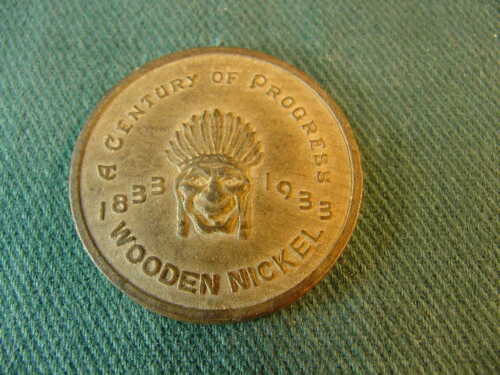 A CENTURY OF PROGRESS
1833 1933
WOODEN NICKEL